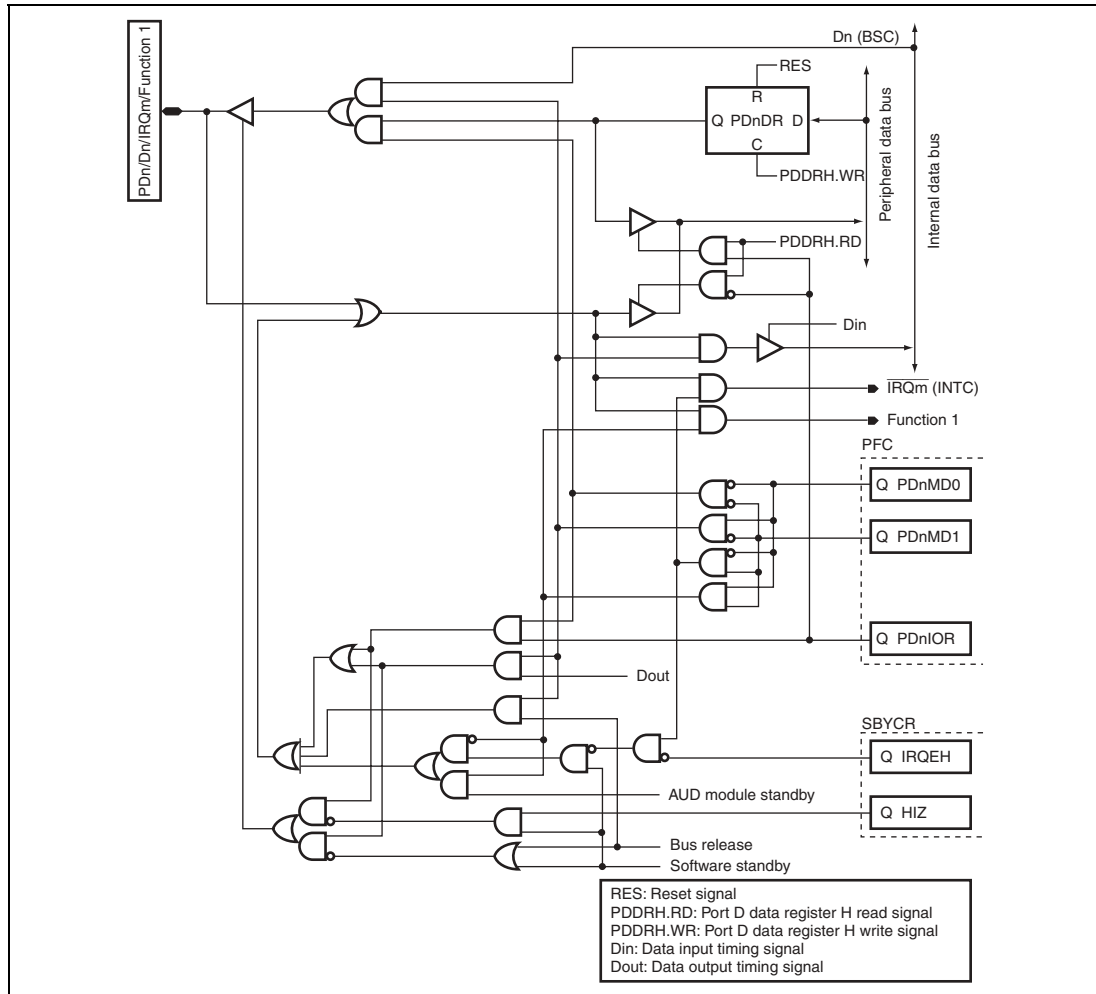 PDn/Dn/IRQm/Function 1
Dn (BSC)
RES
R
Q PDnDR D
C
PDDRH.WR
Peripheral data bus
Internal data bus
PDDRH.RD
Din
IRQm (INTC)
Function 1
PFC
Q PDnMD0
Q PDnMD1
Q PDnIOR
Dout
SBYCR
Q IRQEH
AUD module standby
Q HIZ
Bus release
Software standby
RES: Reset signal
PDDRH.RD: Port D data register H read signal
PDDRH.WR: Port D data register H write signal
Din: Data input timing signal
Dout: Data output timing signal